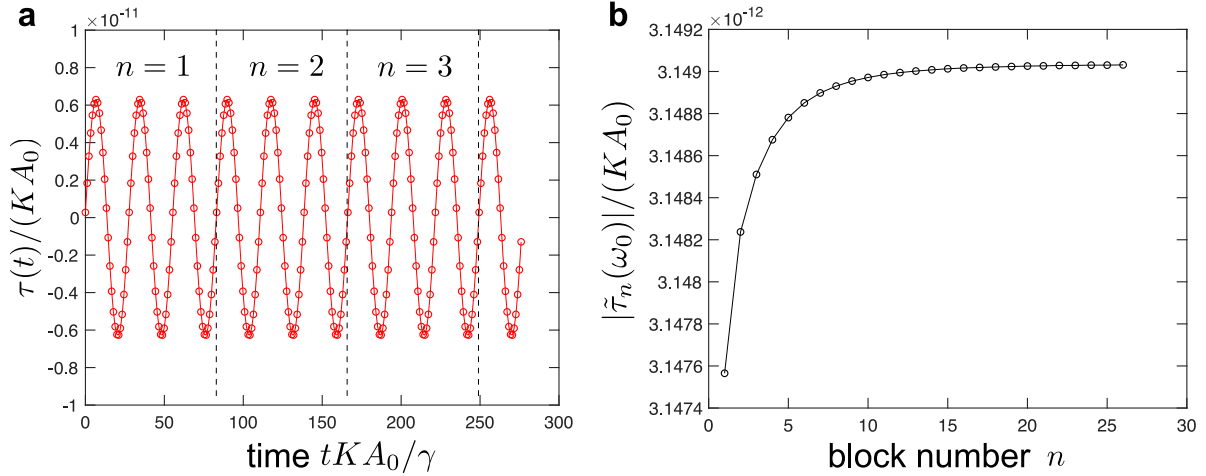 a
×10⁻¹¹
1
0.8
0.6
0.4
0.2
0
-0.2
-0.4
-0.6
-0.8
-1
n = 1
n = 2
n = 3
τ(t)/(KA₀)
0 50 100 150 200 250 300
time tKA₀/γ
b
×10⁻¹²
3.1492
3.149
3.1488
3.1486
3.1484
3.1482
3.148
3.1478
3.1476
3.1474
|τ̃ₙ(ω₀)|/(KA₀)
0 5 10 15 20 25 30
block number n